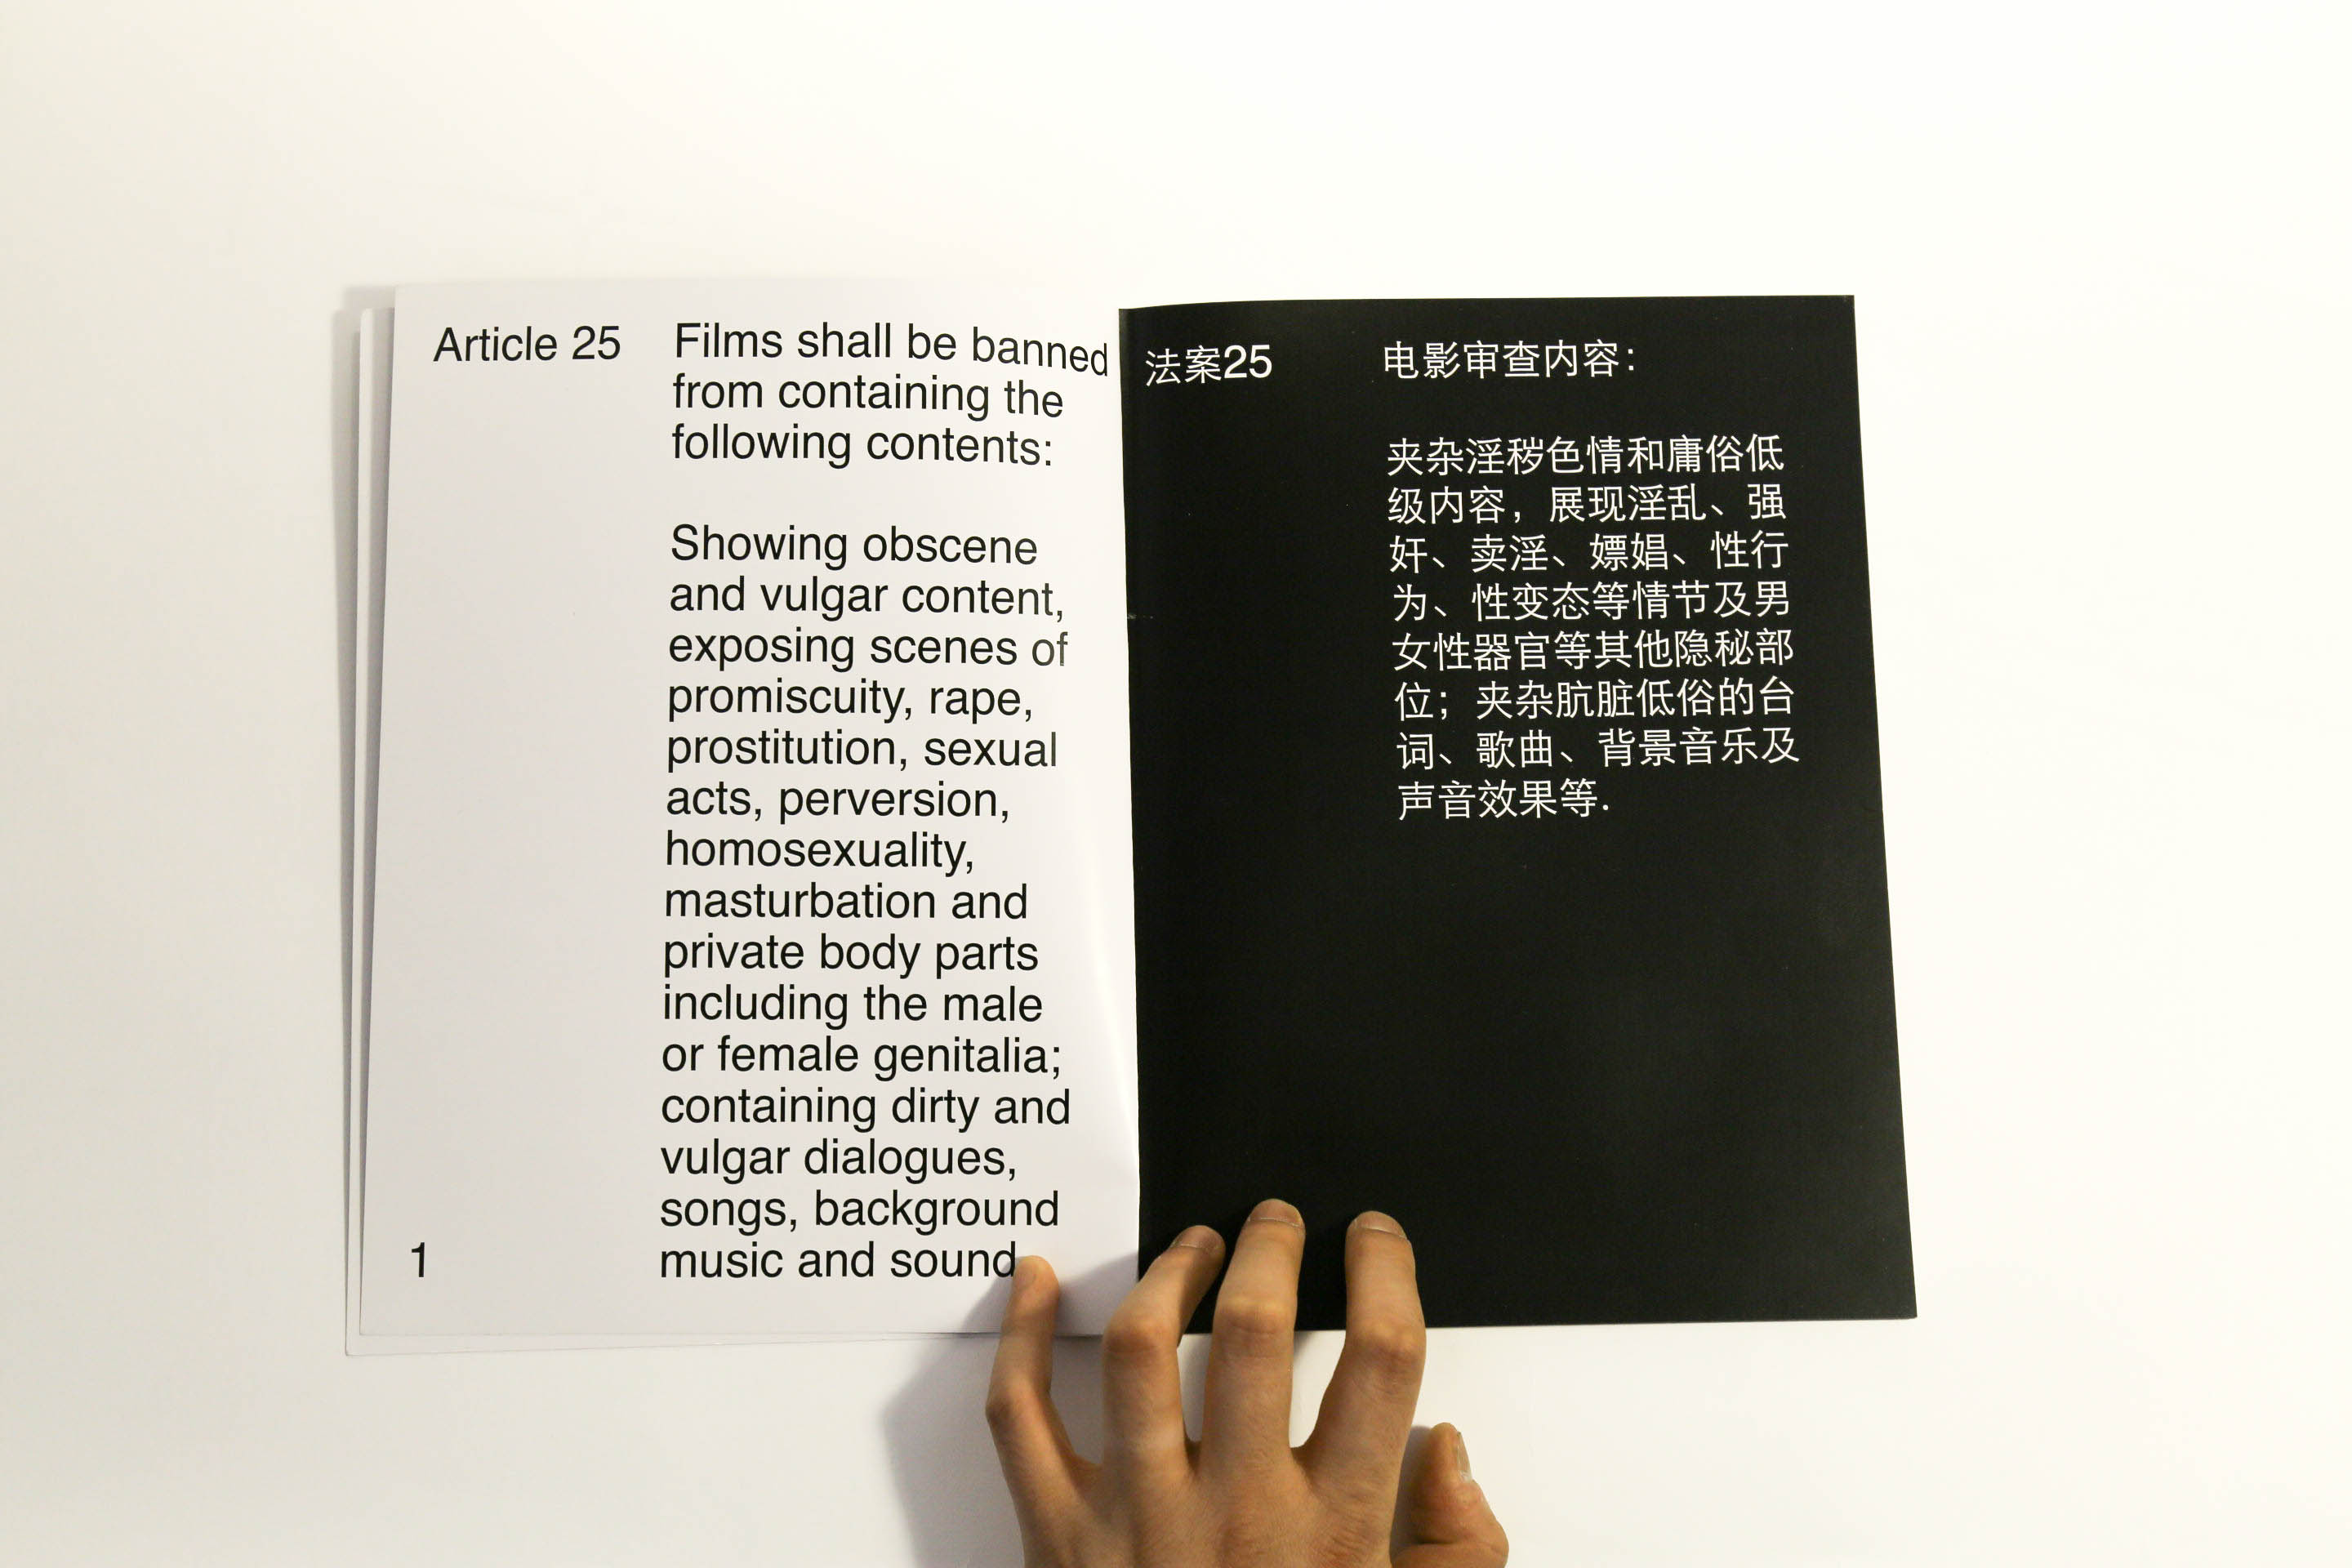 Article 25
Films shall be banned
from containing the
following contents:
Showing obscene
and vulgar content,
exposing scenes of
promiscuity, rape,
prostitution, sexual
acts, perversion,
homosexuality,
masturbation and
private body parts
including the male
or female genitalia;
containing dirty and
vulgar dialogues,
songs, background
music and sound
1
法案25
电影审查内容：
夹杂淫秽色情和庸俗低
级内容，展现淫乱、强
奸、卖淫、嫖娼、性行
为、性变态等情节及男
女性器官等其他隐秘部
位；夹杂肮脏低俗的台
词、歌曲、背景音乐及
声音效果等.